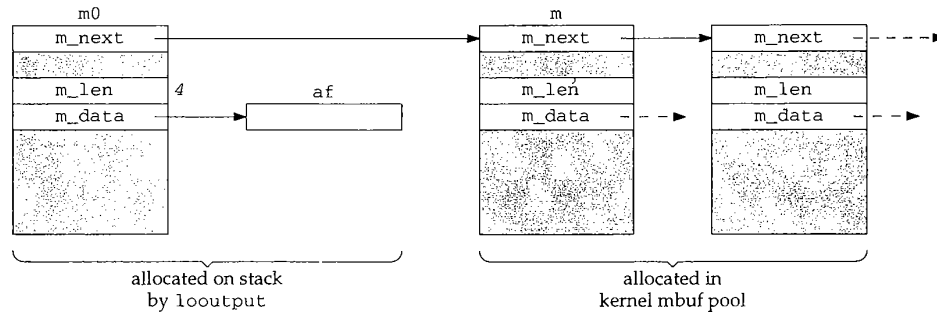 m0 m
m_next m_next m_next
m_len 4 af m_len m_len
m_data m_data m_data
allocated on stack
by looutput
allocated in
kernel mbuf pool